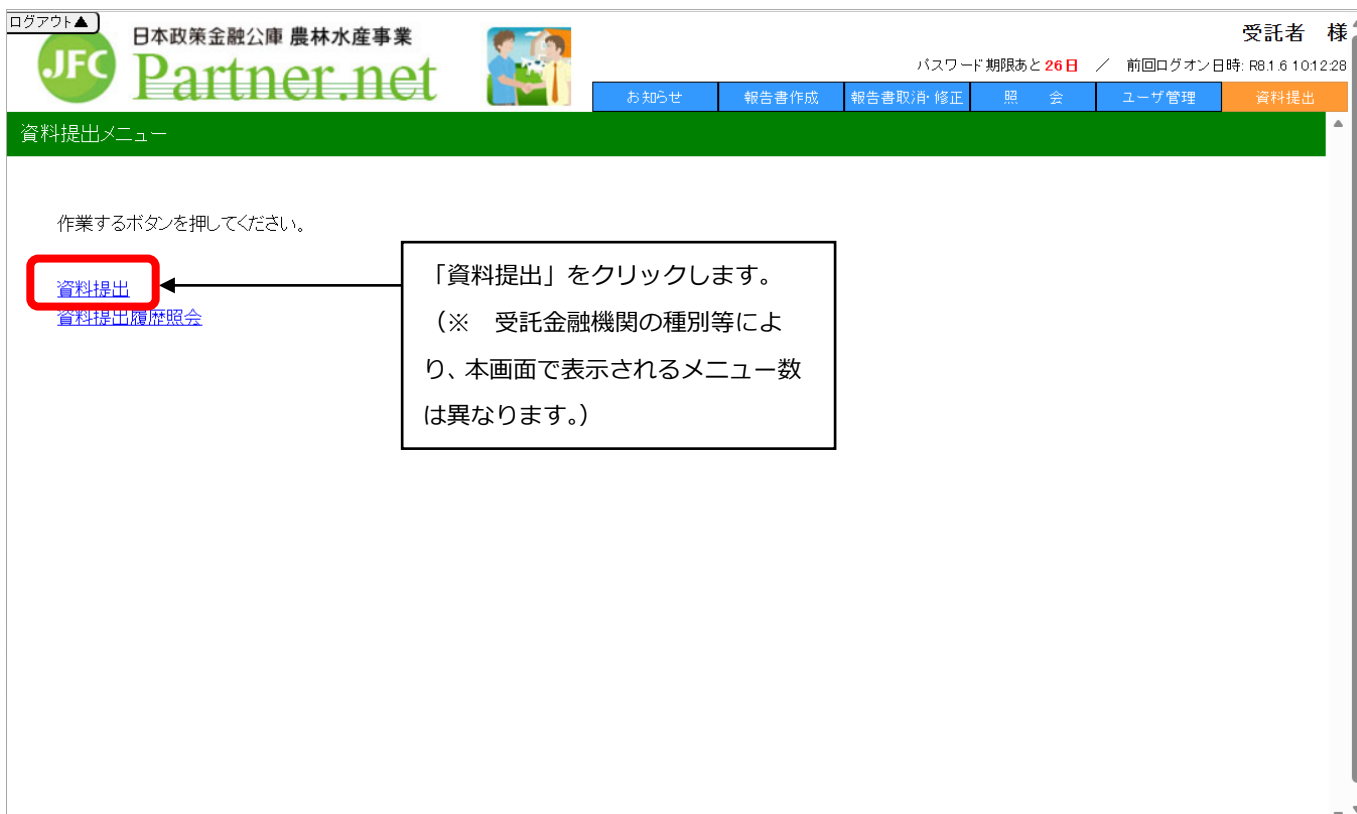 ログアウト▲
JFC
日本政策金融公庫 農林水産事業
Partner.net
受託者　様
パスワード期限あと 26日　／　前回ログオン日時: R8.1.6 10:12:28
お知らせ　報告書作成　報告書取消・修正　照　会　ユーザ管理　資料提出
資料提出メニュー
作業するボタンを押してください。
資料提出
資料提出履歴照会
「資料提出」をクリックします。
（※　受託金融機関の種別等によ
り、本画面で表示されるメニュー数
は異なります。）